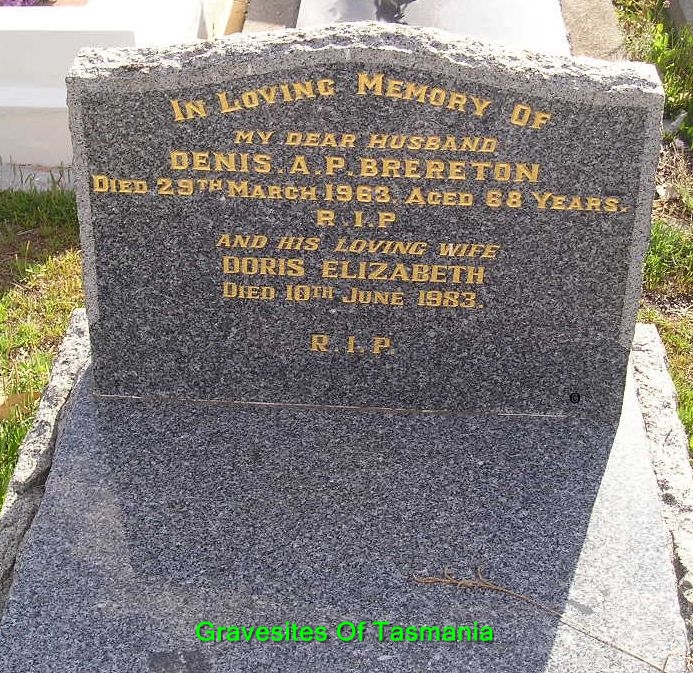 IN LOVING MEMORY OF
MY DEAR HUSBAND
DENIS. A. P. BRERETON
DIED 29TH MARCH 1963. AGED 68 YEARS.
R. I. P
AND HIS LOVING WIFE
DORIS ELIZABETH
DIED 10TH JUNE 1983.
R. I. P.
Gravesites Of Tasmania